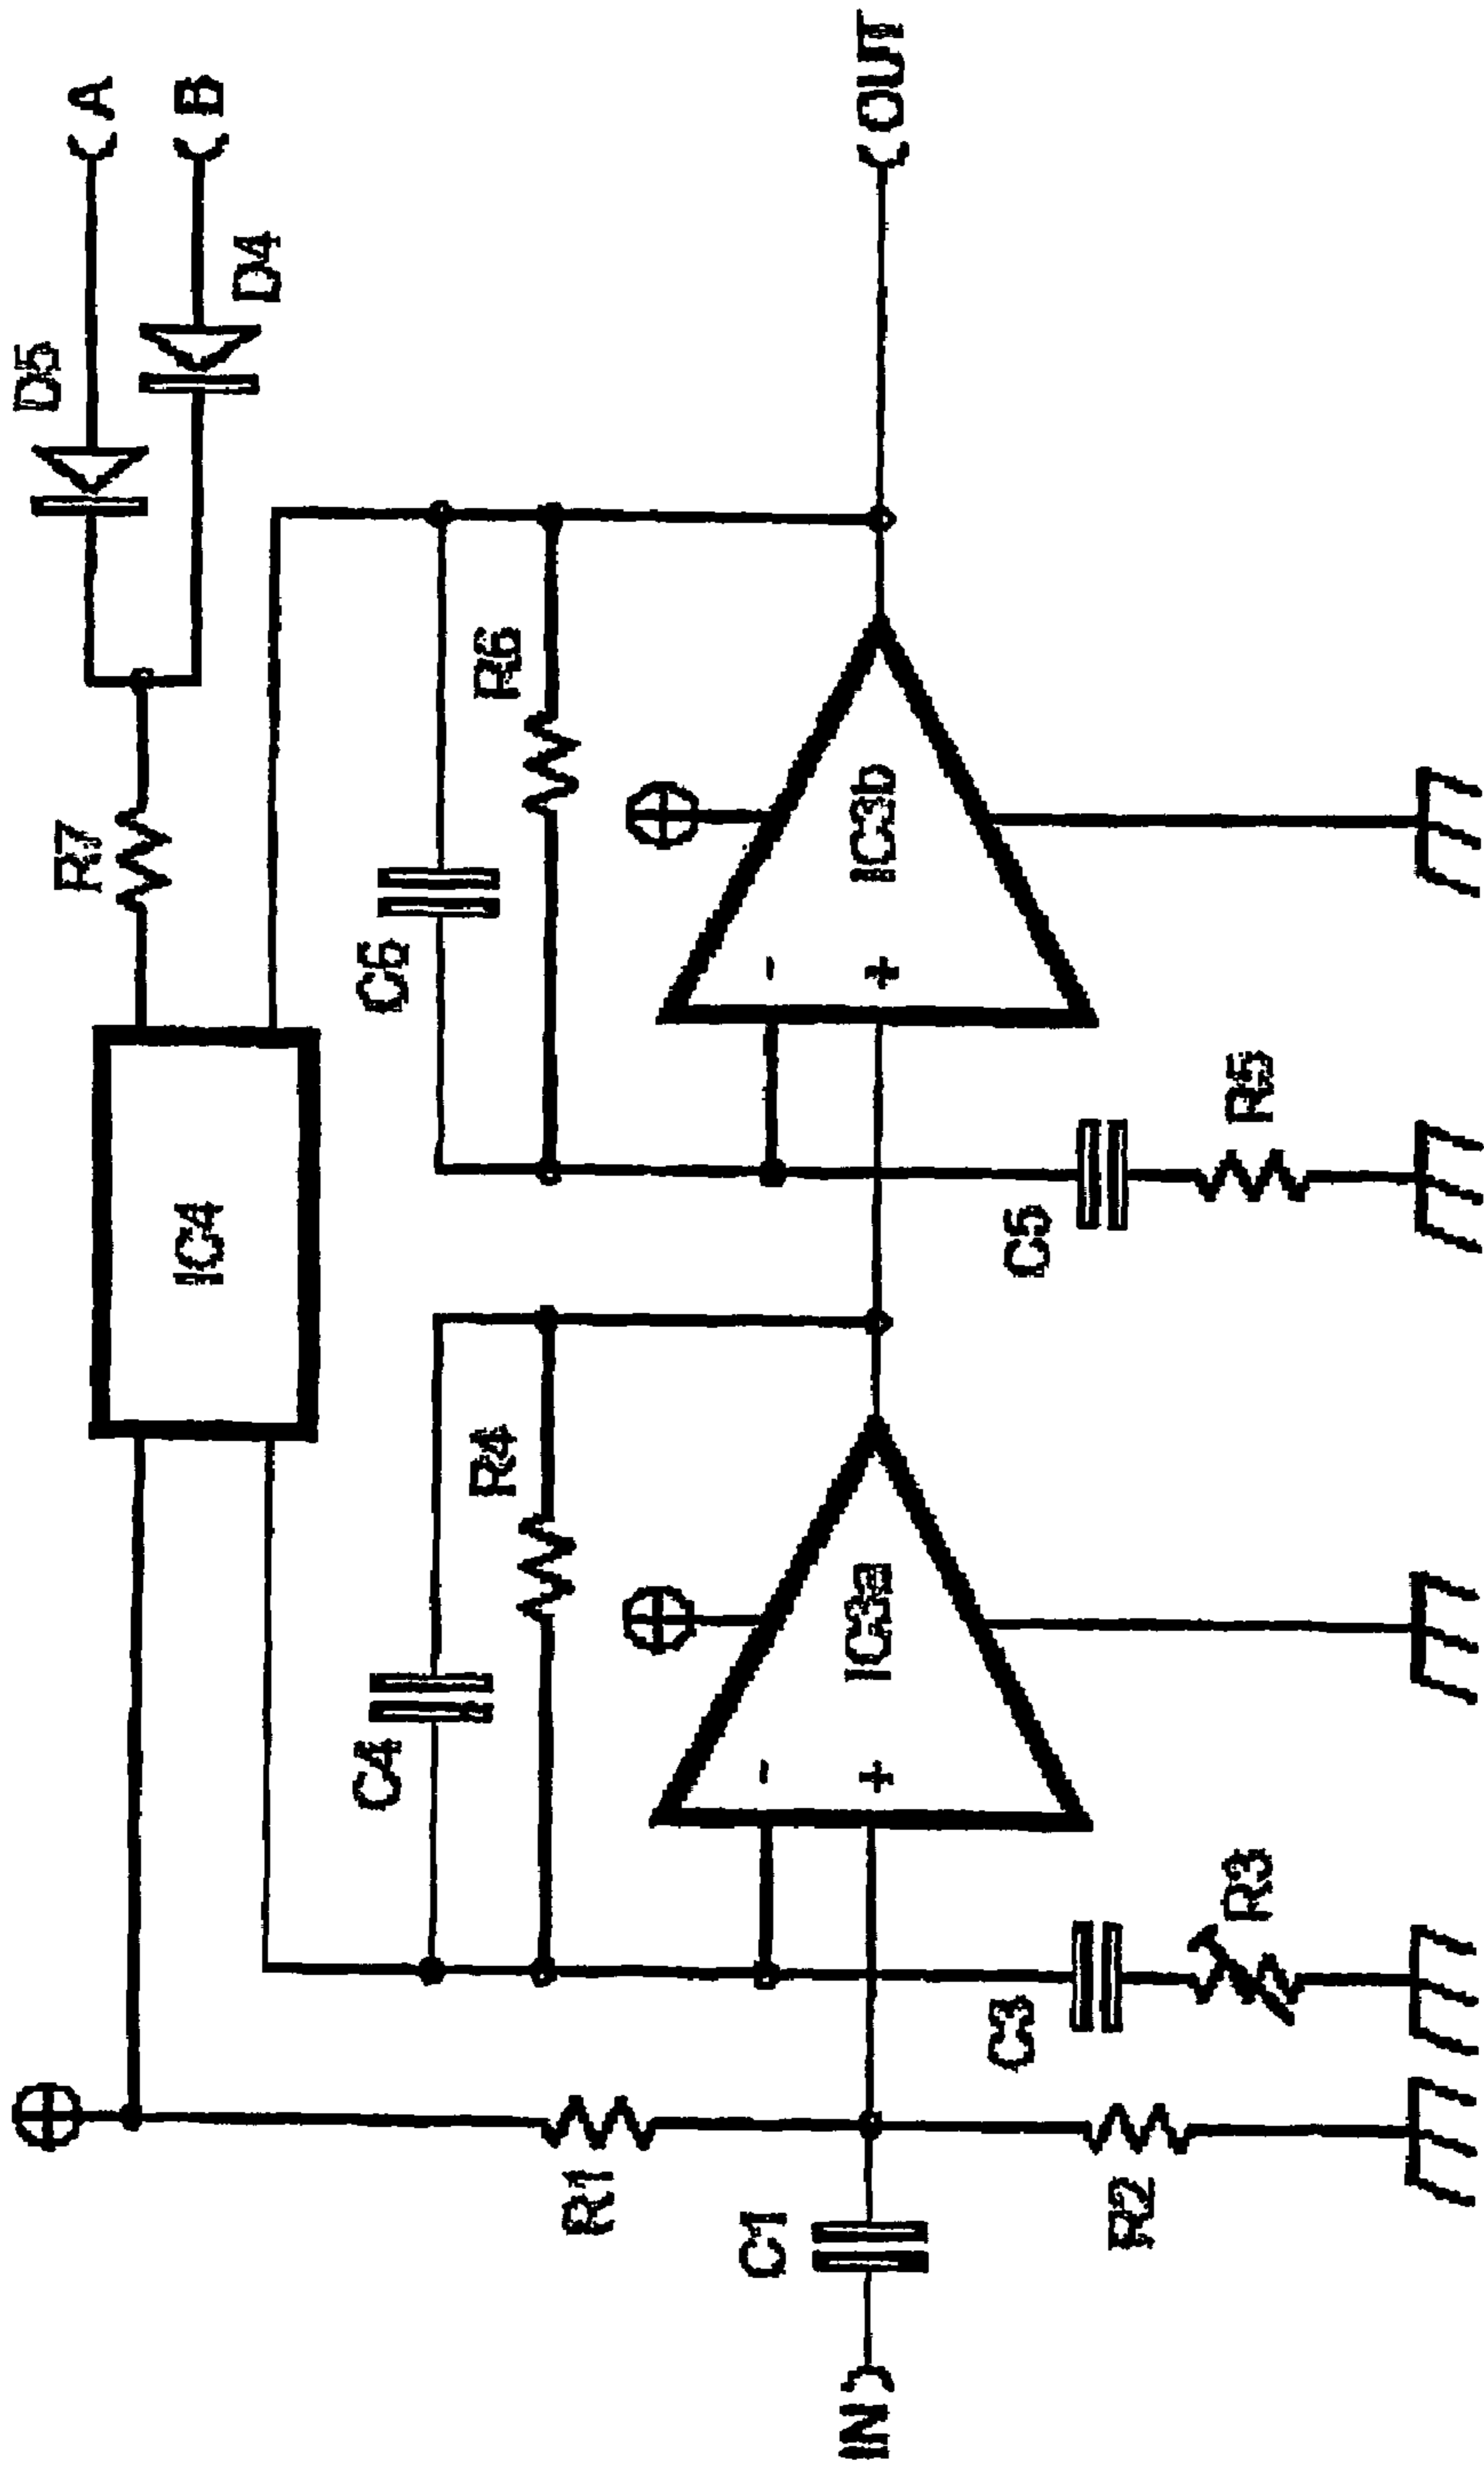 D5
A
B
D4
R7
IC4
C6
R6
C4
R4
IC3b
-
+
IC3a
-
+
OUT
R5
C5
R3
C3
R1
C1
R2
IN